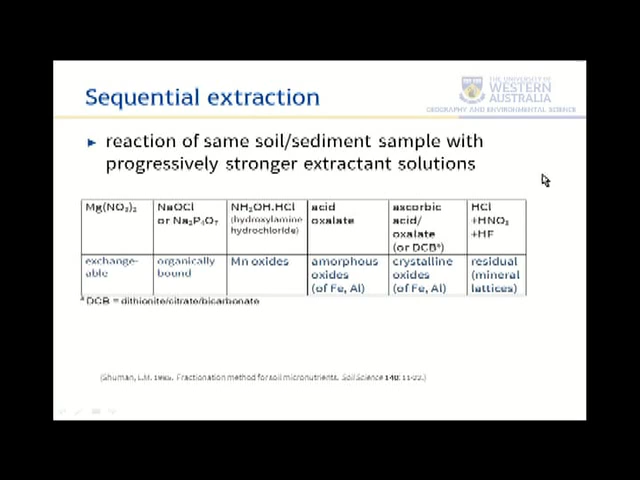 THE UNIVERSITY OF
WESTERN
AUSTRALIA
GEOGRAPHY AND ENVIRONMENTAL SCIENCE
Sequential extraction
► reaction of same soil/sediment sample with
progressively stronger extractant solutions
Mg(NO₃)₂
NaOCl
or Na₂P₄O₇
NH₂OH.HCl
(hydroxylamine
hydrochloride)
acid
oxalate
ascorbic
acid/
oxalate
(or DCBᵃ)
HCl
+HNO₃
+HF
exchange-
able
organically
bound
Mn oxides
amorphous
oxides
(of Fe, Al)
crystalline
oxides
(of Fe, Al)
residual
(mineral
lattices)
ᵃ DCB = dithionite/citrate/bicarbonate
(Shuman, L.M. Fractionation method for soil micronutrients. Soil Science 140: 11-22.)